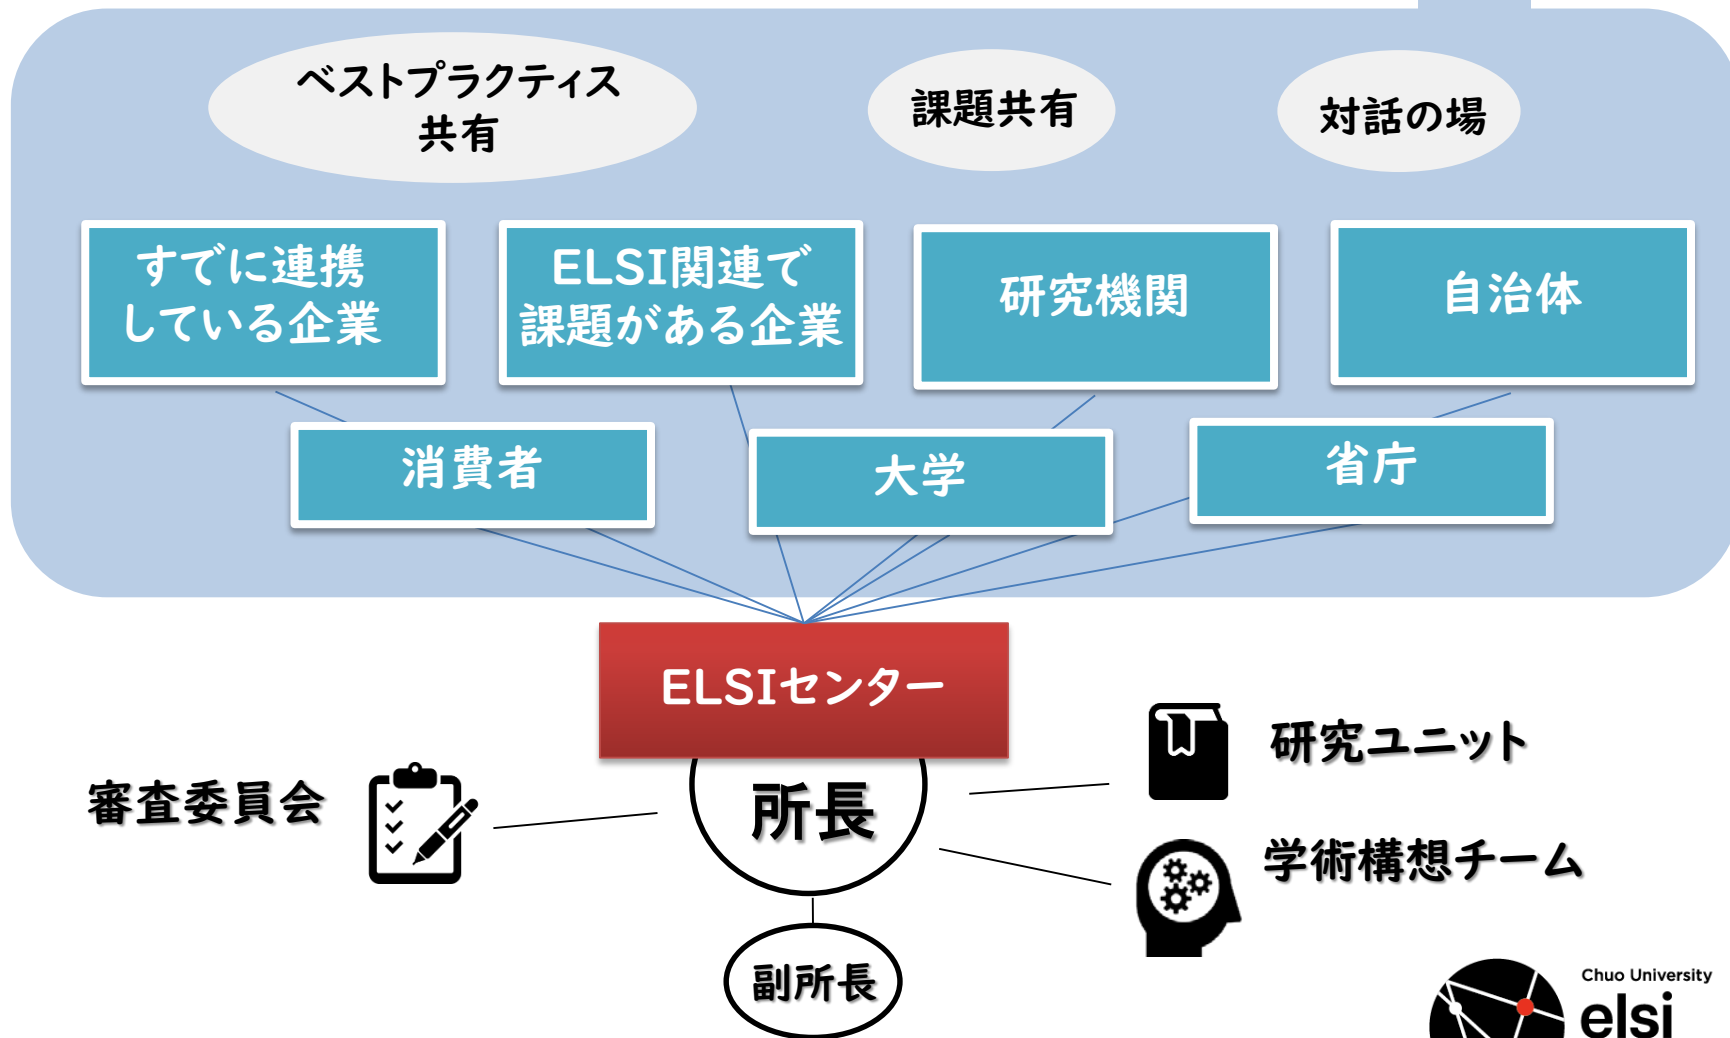 ベストプラクティス
共有
課題共有
対話の場
すでに連携
している企業
ELSI関連で
課題がある企業
研究機関
自治体
消費者
大学
省庁
ELSIセンター
所長
審査委員会
研究ユニット
学術構想チーム
副所長
Chuo University
elsi